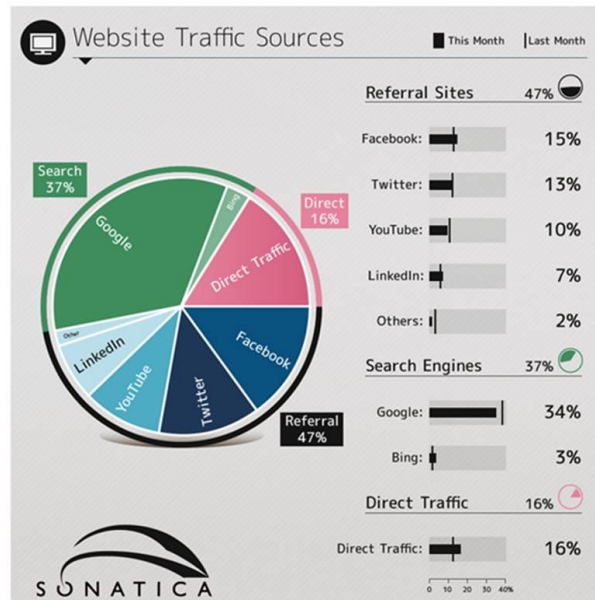 Website Traffic Sources
This Month
Last Month
Search
37%
Direct
16%
Referral
47%
Google
Bing
Direct Traffic
Facebook
Twitter
YouTube
LinkedIn
Other
Referral Sites 47%
Facebook: 15%
Twitter: 13%
YouTube: 10%
LinkedIn: 7%
Others: 2%
Search Engines 37%
Google: 34%
Bing: 3%
Direct Traffic 16%
Direct Traffic: 16%
0 10 20 30 40%
SONATICA